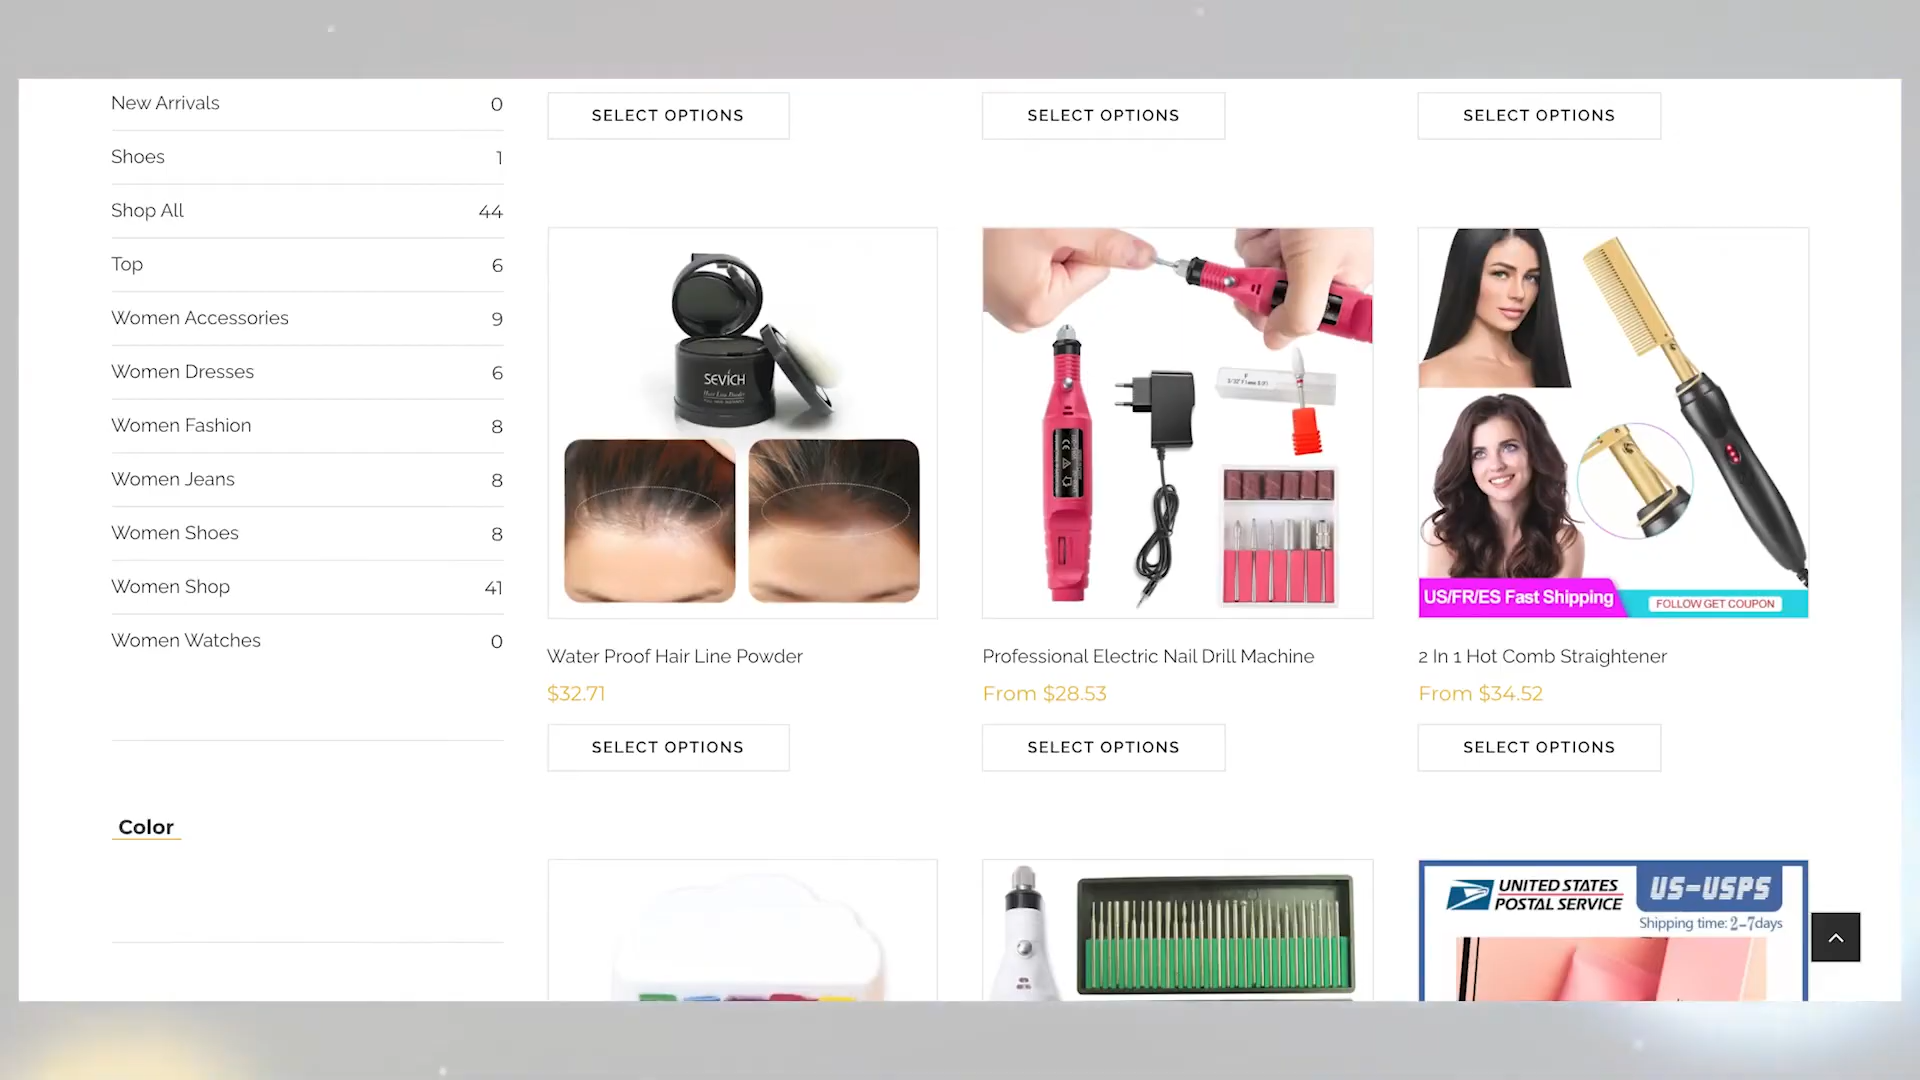 New Arrivals 0
Shoes 1
Shop All 44
Top 6
Women Accessories 9
Women Dresses 6
Women Fashion 8
Women Jeans 8
Women Shoes 8
Women Shop 41
Women Watches 0
Color
SELECT OPTIONS
SELECT OPTIONS
SELECT OPTIONS
SEVICH
Hair Line Powder
US/FR/ES Fast Shipping
FOLLOW GET COUPON
Water Proof Hair Line Powder
$32.71
SELECT OPTIONS
Professional Electric Nail Drill Machine
From $28.53
SELECT OPTIONS
2 In 1 Hot Comb Straightener
From $34.52
SELECT OPTIONS
UNITED STATES
POSTAL SERVICE
US-USPS
Shipping time: 2-7days